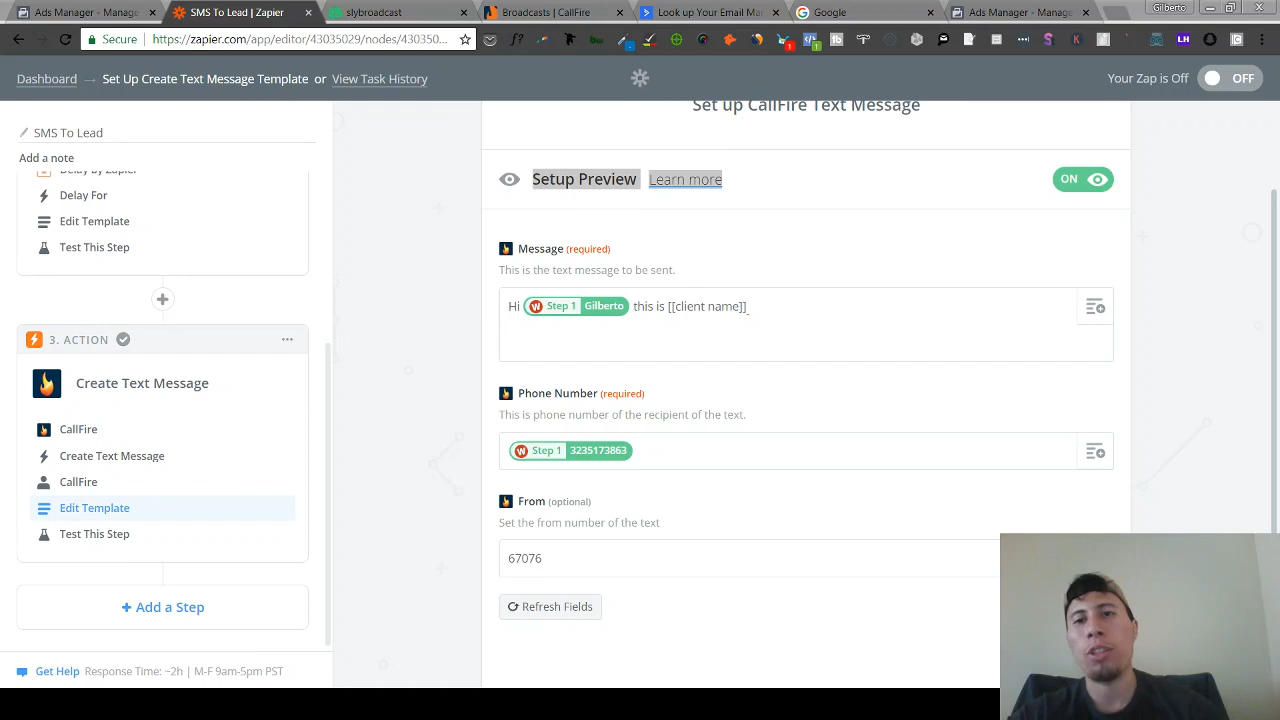 Ads Manager - Manage
SMS To Lead | Zapier
slybroadcast
Broadcasts | CallFire
Look up Your Email Mar
Google
Ads Manager - Manage
Gilberto
Secure
https://zapier.com/app/editor/43035029/nodes/430350...
Dashboard → Set Up Create Text Message Template or View Task History
Your Zap is Off OFF
SMS To Lead
Add a note
Delay by Zapier
Delay For
Edit Template
Test This Step
3. ACTION
Create Text Message
CallFire
Create Text Message
CallFire
Edit Template
Test This Step
+ Add a Step
Get Help Response Time: ~2h | M-F 9am-5pm PST
Set up CallFire Text Message
Setup Preview Learn more
ON
Message (required)
This is the text message to be sent.
Hi Step 1 Gilberto this is [[client name]]
Phone Number (required)
This is phone number of the recipient of the text.
Step 1 3235173863
From (optional)
Set the from number of the text
67076
Refresh Fields